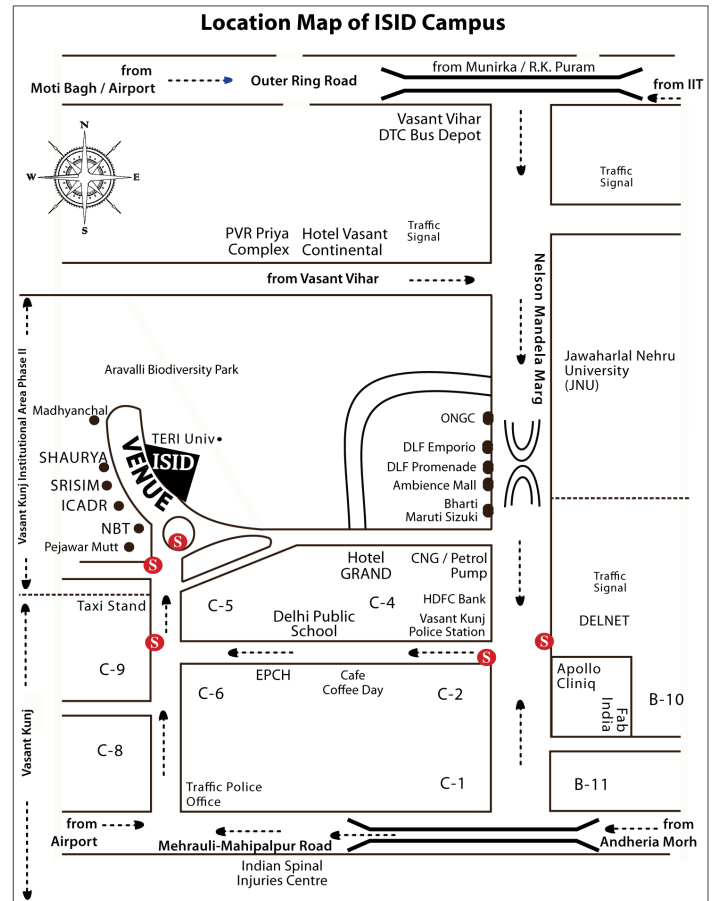 Location Map of ISID Campus
from
Moti Bagh / Airport
Outer Ring Road
from Munirka / R.K. Puram
from IIT
Vasant Vihar
DTC Bus Depot
N
W
E
S
Traffic
Signal
PVR Priya
Complex
Hotel Vasant
Continental
Traffic
Signal
from Vasant Vihar
Nelson Mandela Marg
Vasant Kunj Institutional Area Phase II
Aravalli Biodiversity Park
Jawaharlal Nehru
University
(JNU)
Madhyanchal
ONGC
TERI Univ
VENUE
ISID
DLF Emporio
SHAURYA
DLF Promenade
SRISIM
Ambience Mall
ICADR
Bharti
Maruti Sizuki
NBT
Pejawar Mutt
S
S
Hotel
GRAND
CNG / Petrol
Pump
Traffic
Signal
Taxi Stand
C-5
C-4
HDFC Bank
Delhi Public
School
Vasant Kunj
Police Station
DELNET
S
S
S
C-9
EPCH
Cafe
Coffee Day
Apollo
Cliniq
C-6
C-2
Fab
India
B-10
Vasant Kunj
C-8
C-1
B-11
Traffic Police
Office
from
Airport
Mehrauli-Mahipalpur Road
from
Andheria Morh
Indian Spinal
Injuries Centre